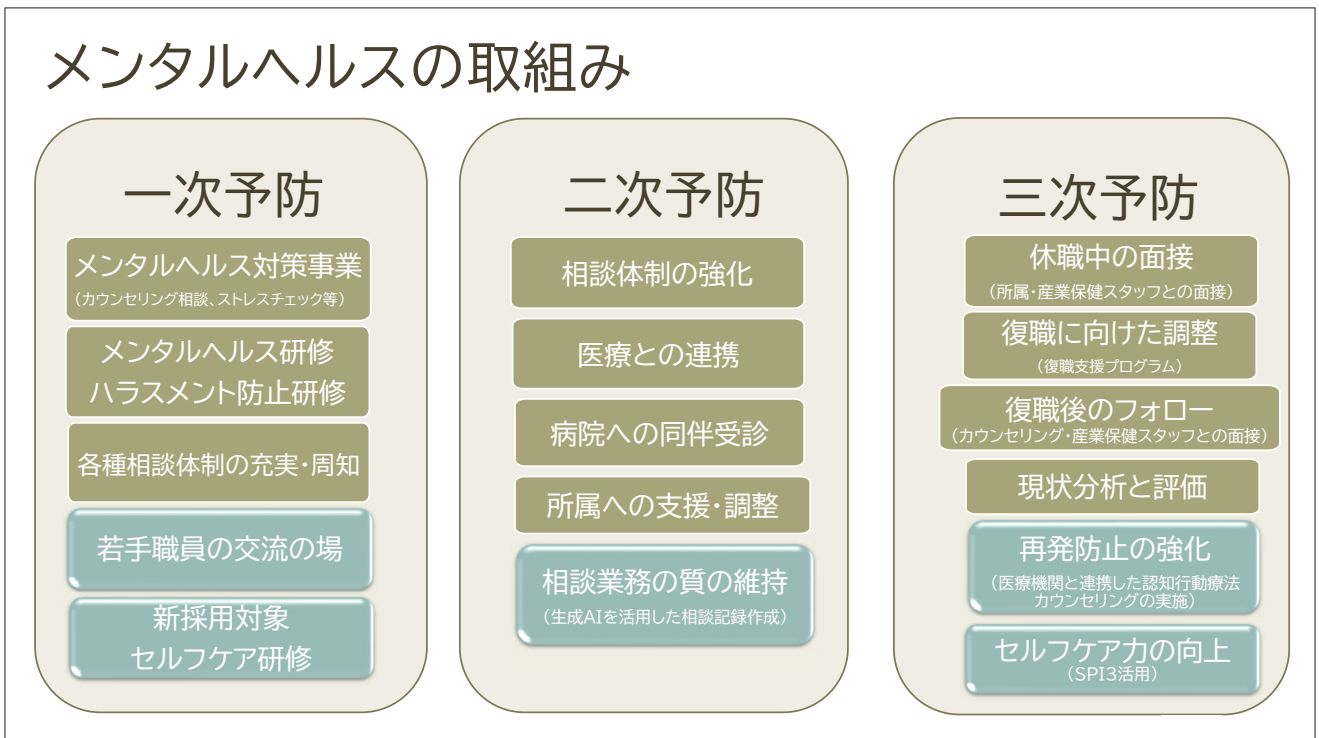 メンタルヘルスの取組み
一次予防
メンタルヘルス対策事業
(カウンセリング相談、ストレスチェック等)
メンタルヘルス研修
ハラスメント防止研修
各種相談体制の充実・周知
若手職員の交流の場
新採用対象
セルフケア研修
二次予防
相談体制の強化
医療との連携
病院への同伴受診
所属への支援・調整
相談業務の質の維持
(生成AIを活用した相談記録作成)
三次予防
休職中の面接
(所属・産業保健スタッフとの面接)
復職に向けた調整
(復職支援プログラム)
復職後のフォロー
(カウンセリング・産業保健スタッフとの面接)
現状分析と評価
再発防止の強化
(医療機関と連携した認知行動療法
カウンセリングの実施)
セルフケア力の向上
(SPI3活用)